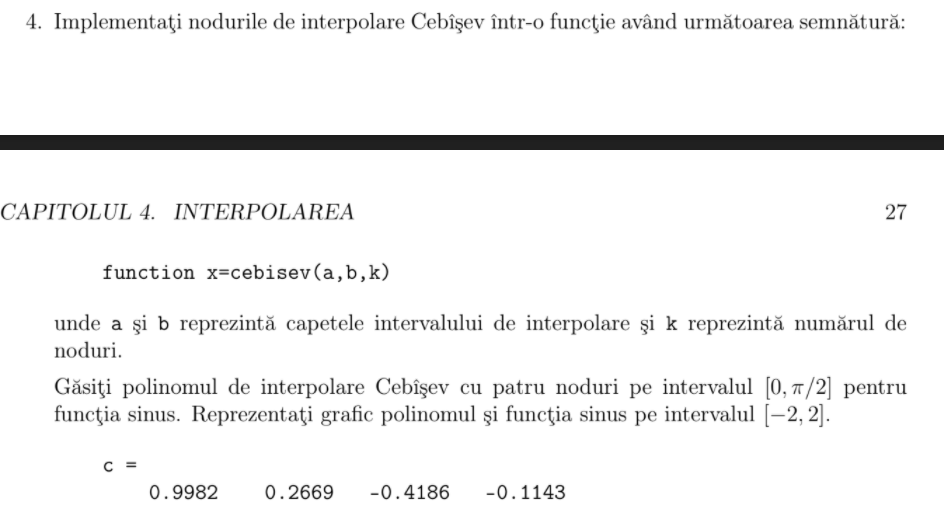 4. Implementaţi nodurile de interpolare Cebîşev într-o funcţie având următoarea semnătură:
CAPITOLUL 4. INTERPOLAREA 27
function x=cebisev(a,b,k)
unde a şi b reprezintă capetele intervalului de interpolare şi k reprezintă numărul de
noduri.
Găsiţi polinomul de interpolare Cebîşev cu patru noduri pe intervalul [0, π/2] pentru
funcţia sinus. Reprezentaţi grafic polinomul şi funcţia sinus pe intervalul [−2, 2].
c =
0.9982 0.2669 -0.4186 -0.1143